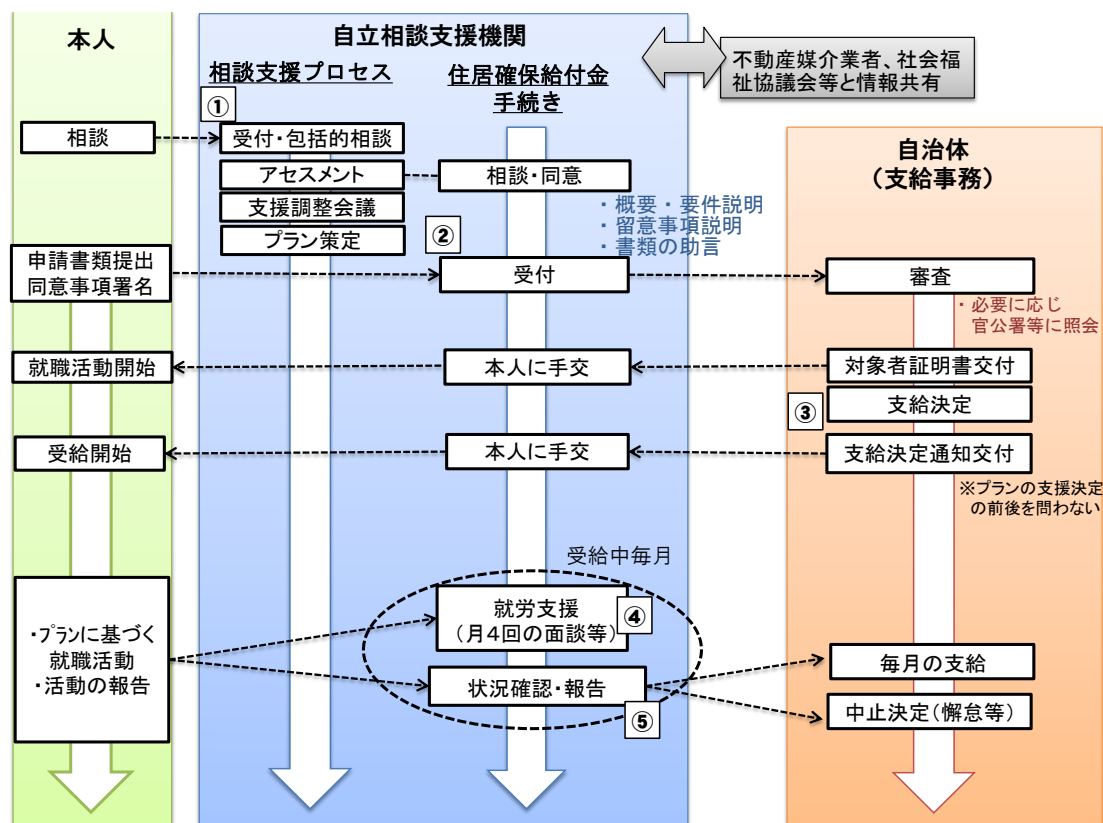 本人
自立相談支援機関
不動産媒介業者、社会福
祉協議会等と情報共有
相談支援プロセス
住居確保給付金
手続き
①
相談
受付・包括的相談
自治体
（支給事務）
アセスメント
相談・同意
支援調整会議
・概要・要件説明
・留意事項説明
・書類の助言
プラン策定
②
申請書類提出
同意事項署名
受付
審査
・必要に応じ
官公署等に照会
就職活動開始
本人に手交
対象者証明書交付
③
支給決定
受給開始
本人に手交
支給決定通知交付
※プランの支援決定
の前後を問わない
受給中毎月
就労支援
（月４回の面談等）
④
・プランに基づく
就職活動
・活動の報告
状況確認・報告
⑤
毎月の支給
中止決定（懈怠等）